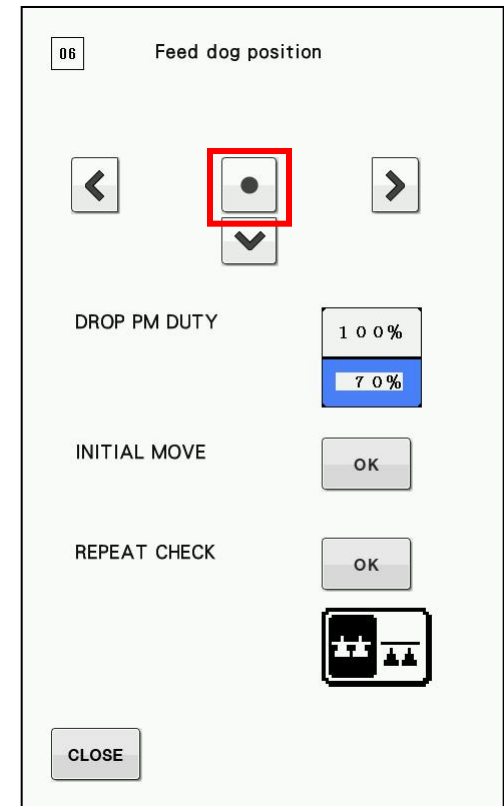 06 Feed dog position
DROP PM DUTY
100%
70%
INITIAL MOVE
OK
REPEAT CHECK
OK
CLOSE